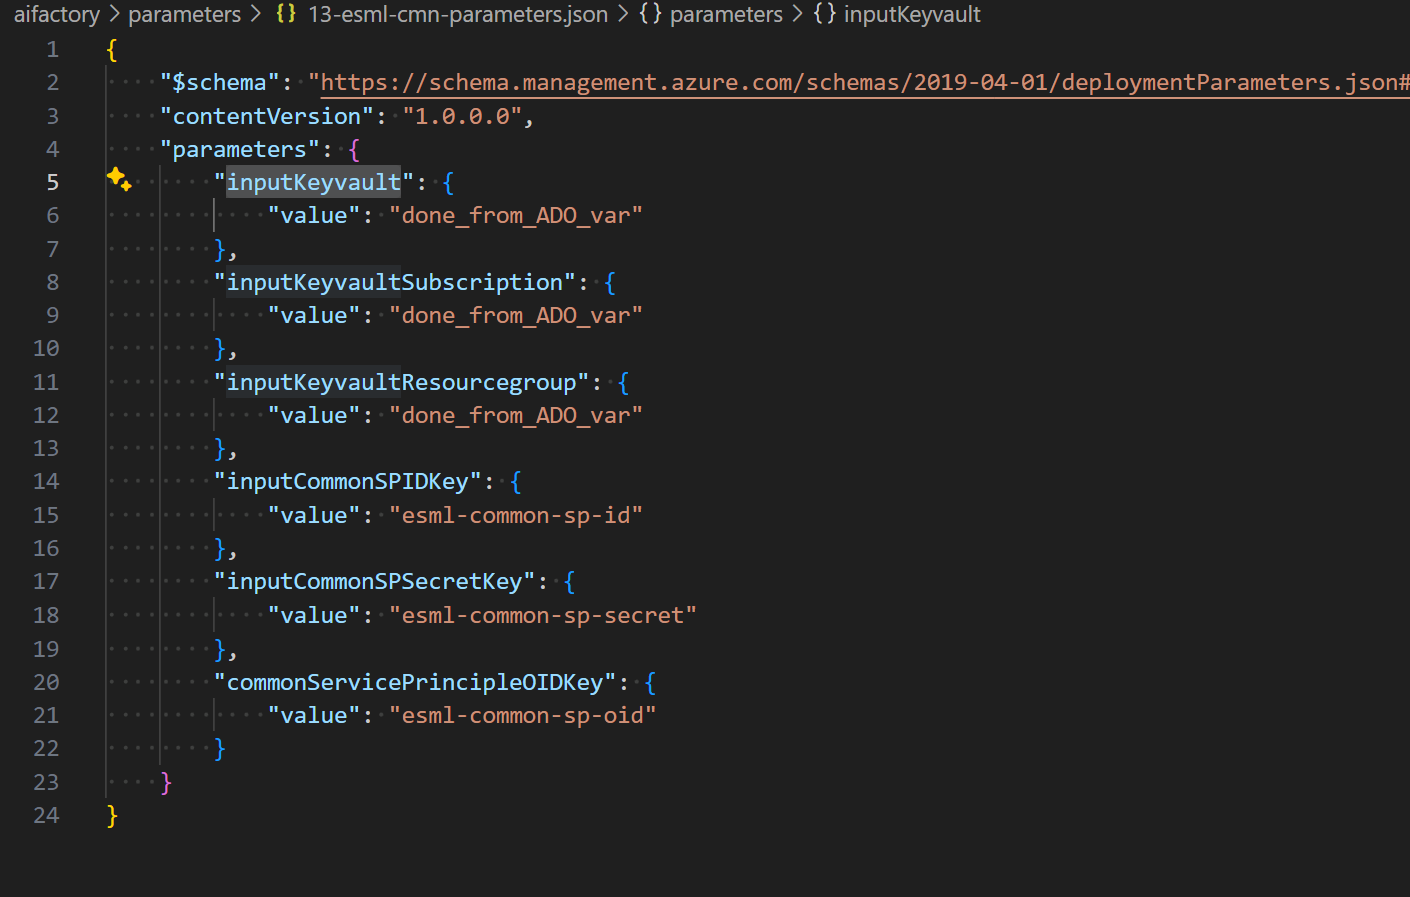 aifactory > parameters > {} 13-esml-cmn-parameters.json > {} parameters > {} inputKeyvault
1 {
2 "$schema": "https://schema.management.azure.com/schemas/2019-04-01/deploymentParameters.json#
3 "contentVersion": "1.0.0.0",
4 "parameters": {
5 "inputKeyvault": {
6 "value": "done_from_ADO_var"
7 },
8 "inputKeyvaultSubscription": {
9 "value": "done_from_ADO_var"
10 },
11 "inputKeyvaultResourcegroup": {
12 "value": "done_from_ADO_var"
13 },
14 "inputCommonSPIDKey": {
15 "value": "esml-common-sp-id"
16 },
17 "inputCommonSPSecretKey": {
18 "value": "esml-common-sp-secret"
19 },
20 "commonServicePrincipleOIDKey": {
21 "value": "esml-common-sp-oid"
22 }
23 }
24 }